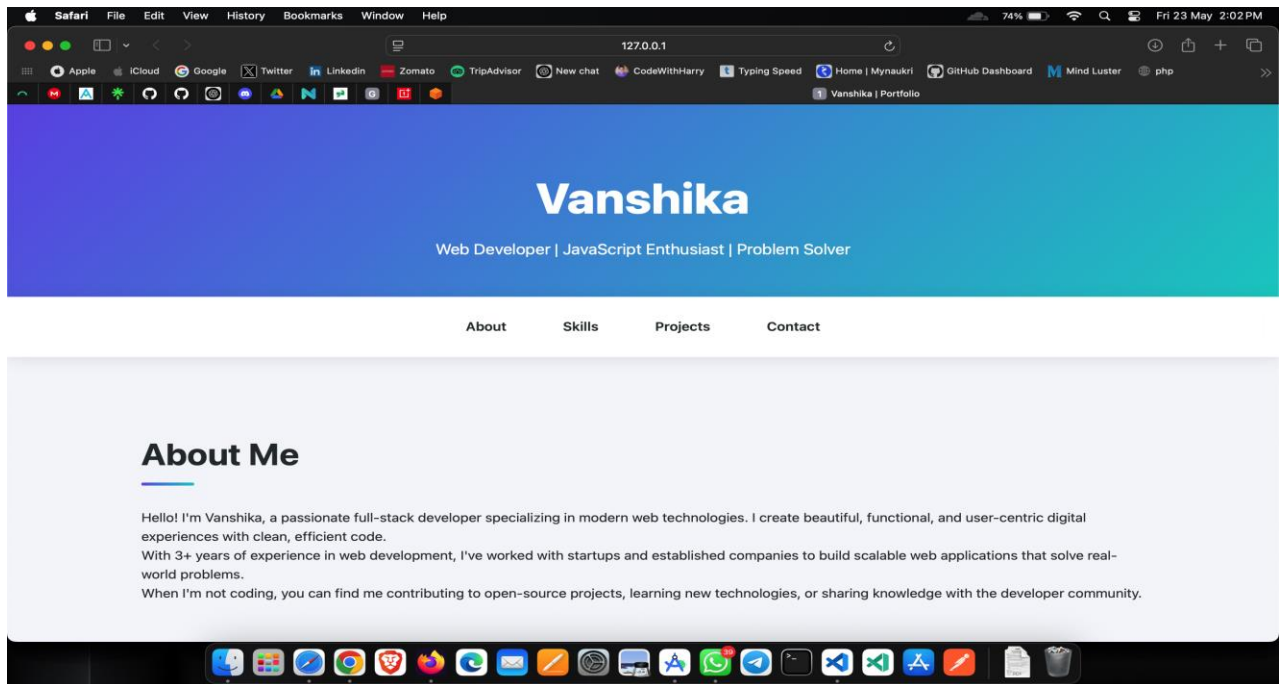 Safari File Edit View History Bookmarks Window Help 74% Fri 23 May 2:02 PM
127.0.0.1
Apple iCloud Google Twitter Linkedin Zomato TripAdvisor New chat CodeWithHarry Typing Speed Home | Mynaukri GitHub Dashboard Mind Luster php
1 Vanshika | Portfolio
Vanshika
Web Developer | JavaScript Enthusiast | Problem Solver
About Skills Projects Contact
About Me
Hello! I'm Vanshika, a passionate full-stack developer specializing in modern web technologies. I create beautiful, functional, and user-centric digital
experiences with clean, efficient code.
With 3+ years of experience in web development, I've worked with startups and established companies to build scalable web applications that solve real-
world problems.
When I'm not coding, you can find me contributing to open-source projects, learning new technologies, or sharing knowledge with the developer community.